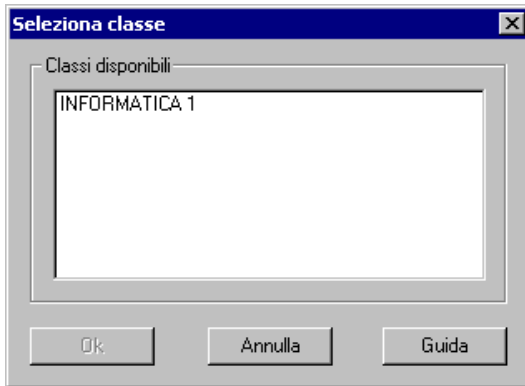 Seleziona classe
Classi disponibili
INFORMATICA 1
Ok Annulla Guida